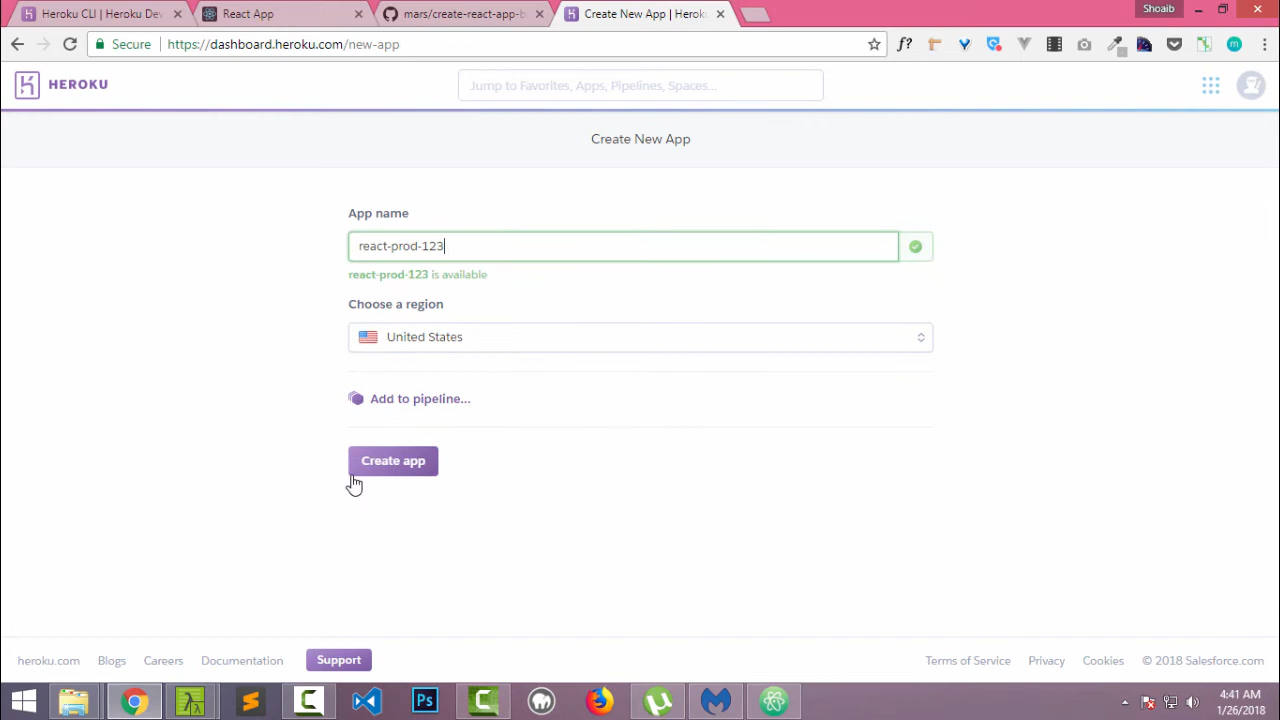 Heroku CLI | Heroku Dev
React App
mars/create-react-app-b
Create New App | Heroku
Shoaib
Secure
https://dashboard.heroku.com/new-app
f?
HEROKU
Jump to Favorites, Apps, Pipelines, Spaces...
Create New App
App name
react-prod-123
react-prod-123 is available
Choose a region
United States
Add to pipeline...
Create app
heroku.com
Blogs
Careers
Documentation
Support
Terms of Service
Privacy
Cookies
© 2018 Salesforce.com
Ps
4:41 AM
1/26/2018